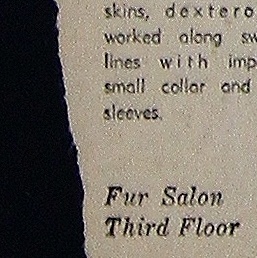 skins, dextero
worked along sw
lines with imp
small collar and
sleeves.
Fur Salon
Third Floor